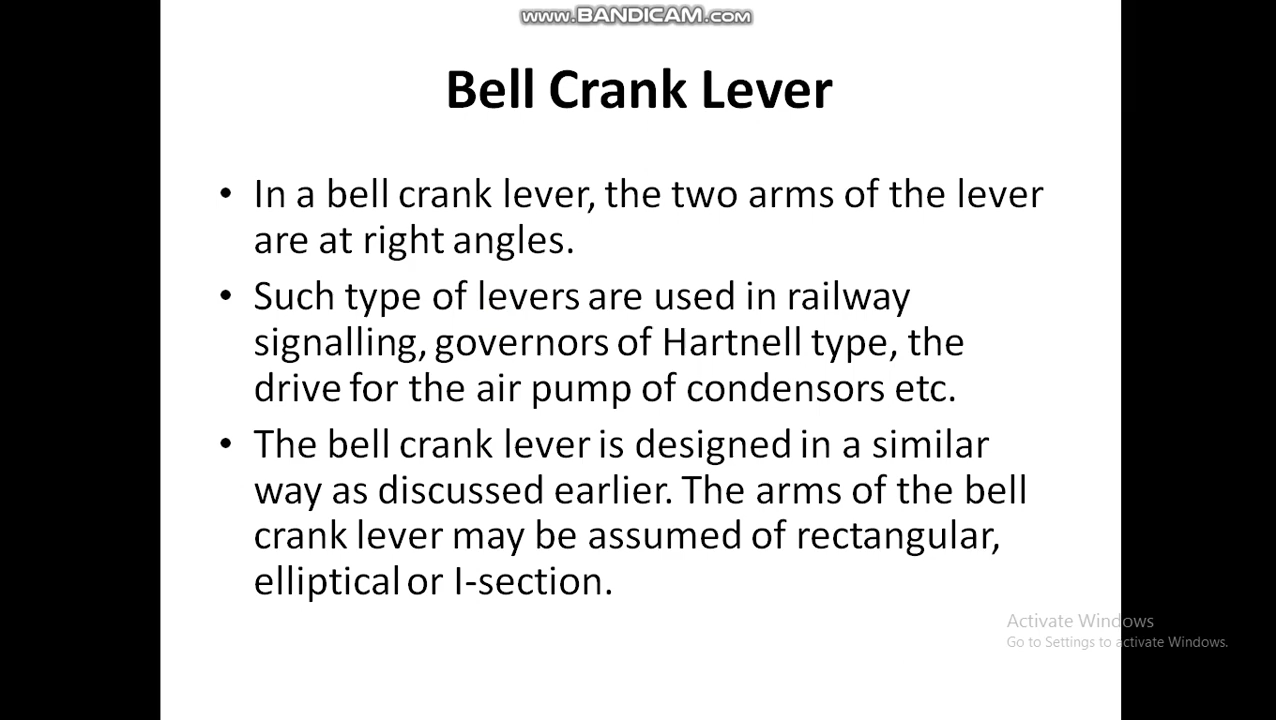 www.BANDICAM.com
Bell Crank Lever
• In a bell crank lever, the two arms of the lever
are at right angles.
• Such type of levers are used in railway
signalling, governors of Hartnell type, the
drive for the air pump of condensors etc.
• The bell crank lever is designed in a similar
way as discussed earlier. The arms of the bell
crank lever may be assumed of rectangular,
elliptical or I-section.
Activate Windows
Go to Settings to activate Windows.